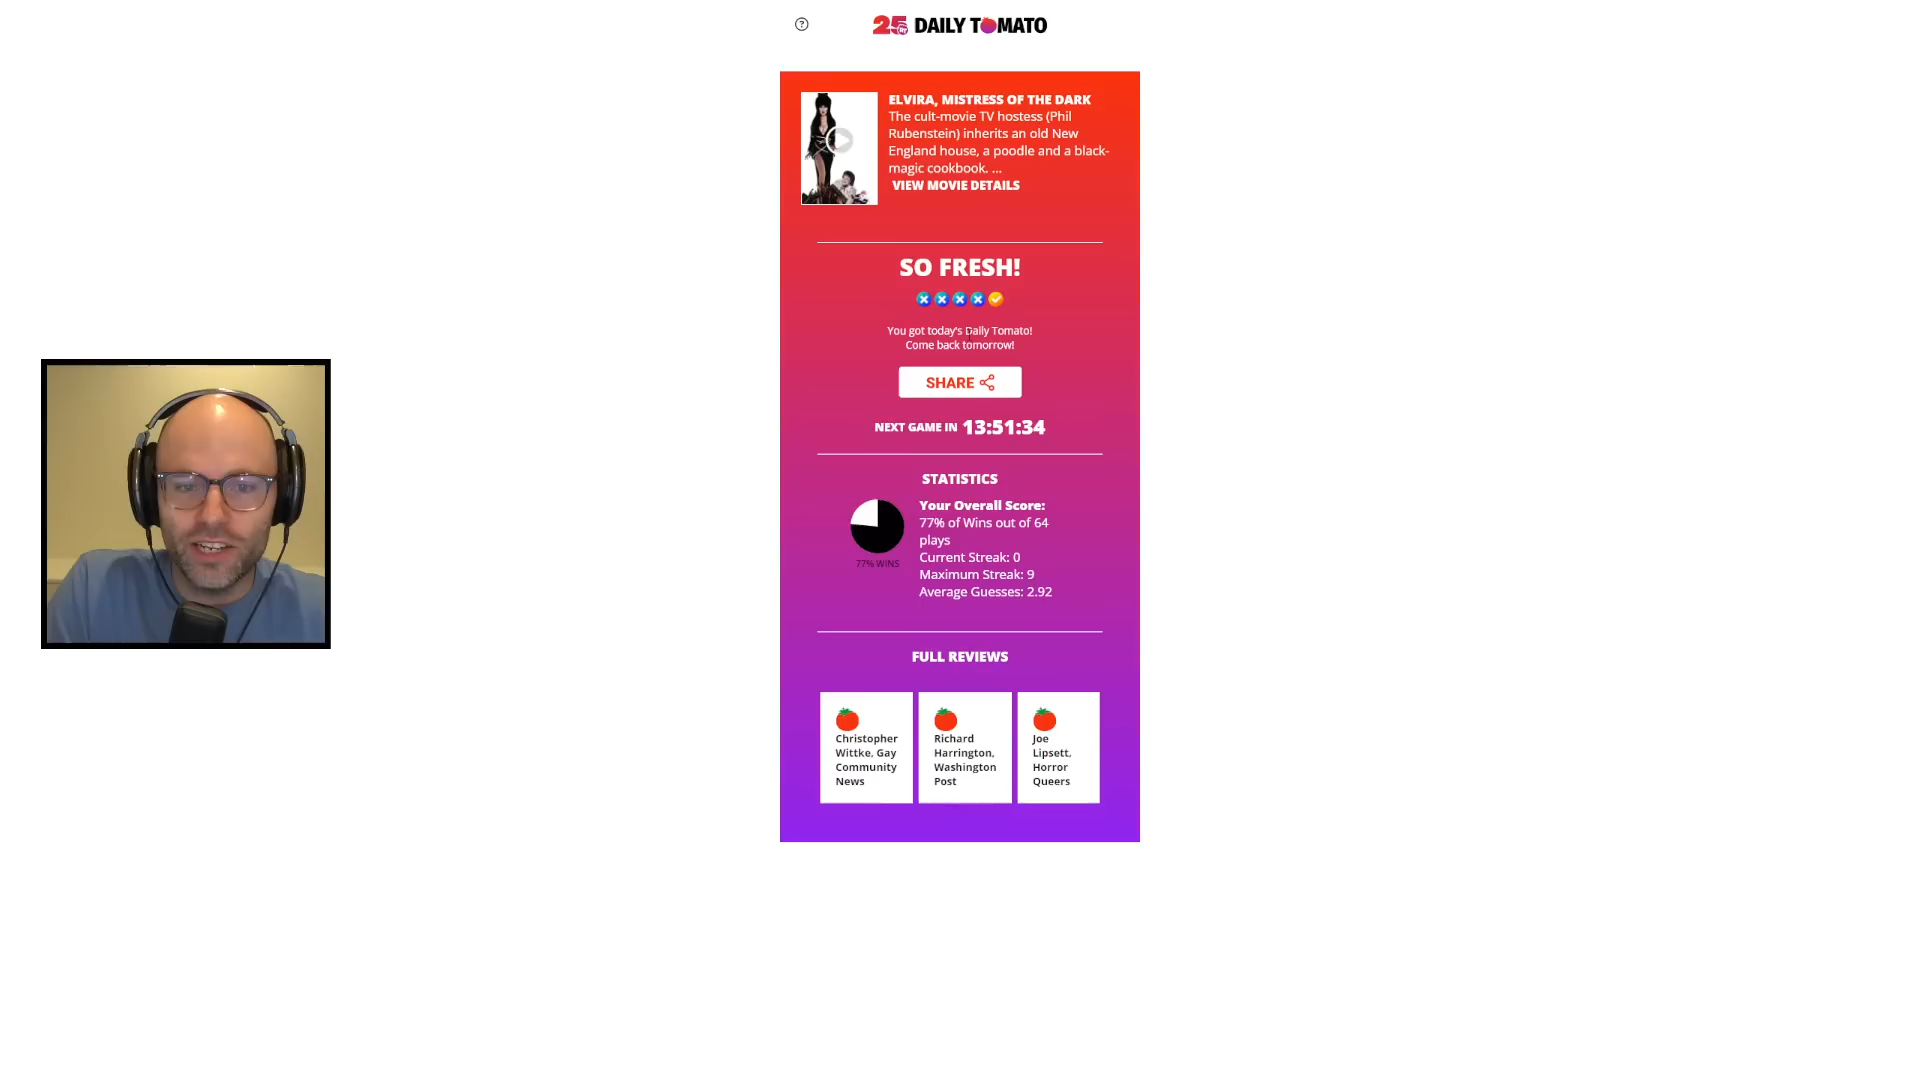 25 RT DAILY TOMATO
ELVIRA, MISTRESS OF THE DARK
The cult-movie TV hostess (Phil
Rubenstein) inherits an old New
England house, a poodle and a black-
magic cookbook. ...
VIEW MOVIE DETAILS
SO FRESH!
You got today's Daily Tomato!
Come back tomorrow!
SHARE
NEXT GAME IN 13:51:34
STATISTICS
Your Overall Score:
77% of Wins out of 64
plays
Current Streak: 0
Maximum Streak: 9
Average Guesses: 2.92
77% WINS
FULL REVIEWS
Christopher
Wittke, Gay
Community
News
Richard
Harrington,
Washington
Post
Joe
Lipsett,
Horror
Queers